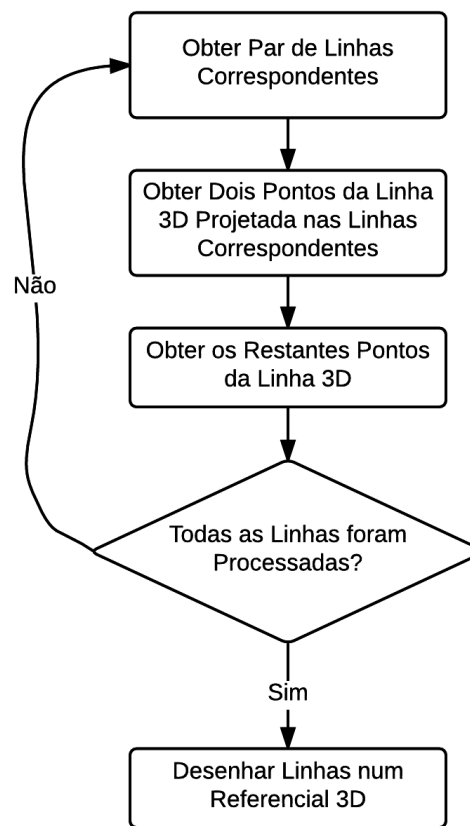 Obter Par de Linhas
Correspondentes
Obter Dois Pontos da Linha
3D Projetada nas Linhas
Correspondentes
Não
Obter os Restantes Pontos
da Linha 3D
Todas as Linhas foram
Processadas?
Sim
Desenhar Linhas num
Referencial 3D